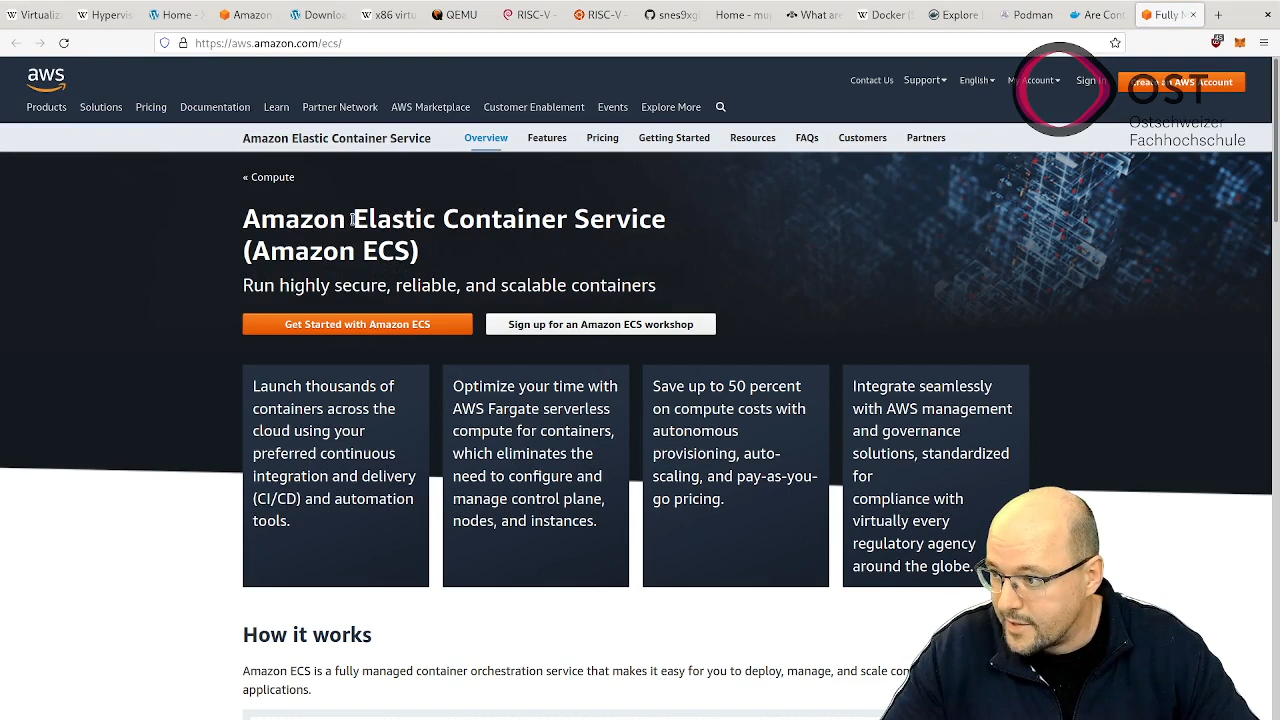 Virtualiz
Hypervis
Home -
Amazon
Downloa
x86 virtu
QEMU
RISC-V
RISC-V
snes9xg
Home - mu
What are
Docker (
Explore
Podman
Are Cont
Fully M
https://aws.amazon.com/ecs/
aws
Contact Us
Support
English
My Account
Sign In
Create an AWS Account
Products
Solutions
Pricing
Documentation
Learn
Partner Network
AWS Marketplace
Customer Enablement
Events
Explore More
OST
Ostschweizer
Fachhochschule
Amazon Elastic Container Service
Overview
Features
Pricing
Getting Started
Resources
FAQs
Customers
Partners
« Compute
Amazon Elastic Container Service
(Amazon ECS)
Run highly secure, reliable, and scalable containers
Get Started with Amazon ECS
Sign up for an Amazon ECS workshop
Launch thousands of
containers across the
cloud using your
preferred continuous
integration and delivery
(CI/CD) and automation
tools.
Optimize your time with
AWS Fargate serverless
compute for containers,
which eliminates the
need to configure and
manage control plane,
nodes, and instances.
Save up to 50 percent
on compute costs with
autonomous
provisioning, auto-
scaling, and pay-as-you-
go pricing.
Integrate seamlessly
with AWS management
and governance
solutions, standardized
for
compliance with
virtually every
regulatory agency
around the globe.
How it works
Amazon ECS is a fully managed container orchestration service that makes it easy for you to deploy, manage, and scale
applications.